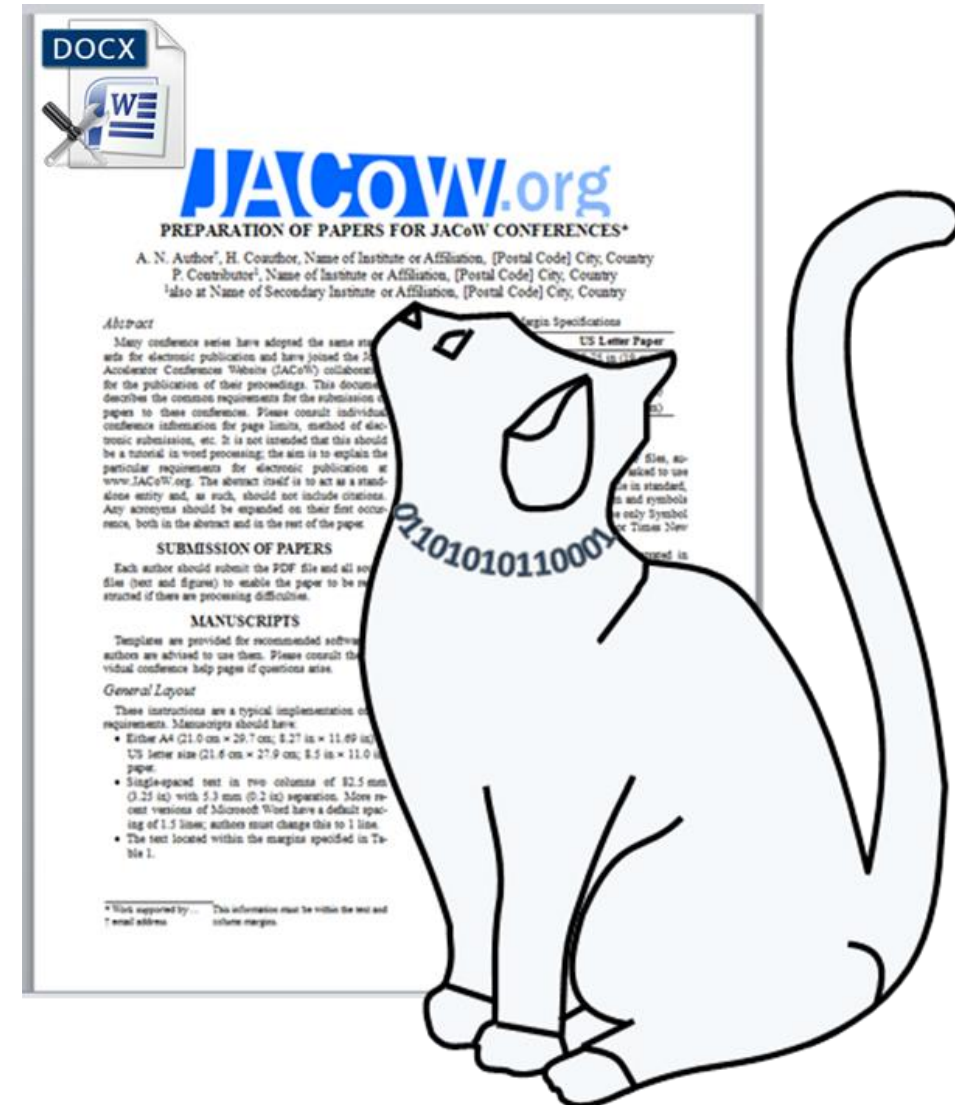 DOCX
W
JACoW.org
PREPARATION OF PAPERS FOR JACoW CONFERENCES*
A. N. Author†, H. Coauthor, Name of Institute or Affiliation, [Postal Code] City, Country
P. Contributor¹, Name of Institute or Affiliation, [Postal Code] City, Country
¹also at Name of Secondary Institute or Affiliation, [Postal Code] City, Country
Abstract
Many conference series have adopted the same
for electronic publication and have joined the
Accelerator Conferences Website (JACoW)
for the publication of their proceedings. This
describes the common requirements for the submission
papers to these conferences. Please consult individual
conference information for page limits, method of elec-
tronic submission, etc. It is not intended that this should
be a tutorial in word processing; the aim is to explain the
particular requirements for electronic publication at
www.JACoW.org. The abstract itself is to act as a stand-
alone entity and, as such, should not include citations.
Any acronyms should be expanded on their first occur-
rence, both in the abstract and in the rest of the paper.
SUBMISSION OF PAPERS
Each author should submit the PDF file and all
files (text and figures) to enable the paper to be
structed if there are processing difficulties.
MANUSCRIPTS
Templates are provided for recommended
authors are advised to use them. Please consult the
vidual conference help pages if questions arise.
General Layout
These instructions are a typical implementation
requirements. Manuscripts should have:
• Either A4 (21.0 cm × 29.7 cm; 8.27 in × 11.69 in)
US letter size (21.6 cm × 27.9 cm; 8.5 in × 11.0
paper.
• Single-spaced text in two columns of 82.5 mm
(3.25 in) with 5.3 mm (0.2 in) separation. More re-
cent versions of Microsoft Word have a default spac-
ing of 1.5 lines; authors must change this to 1 line.
• The text located within the margins specified in Ta-
ble 1.
* Work supported by ...
† email address
This information must be within the text and
column margins.
Margin Specifications
US Letter Paper
files, au-
asked to use
in standard,
and symbols
only Symbol
or Times New
in
01101010110001